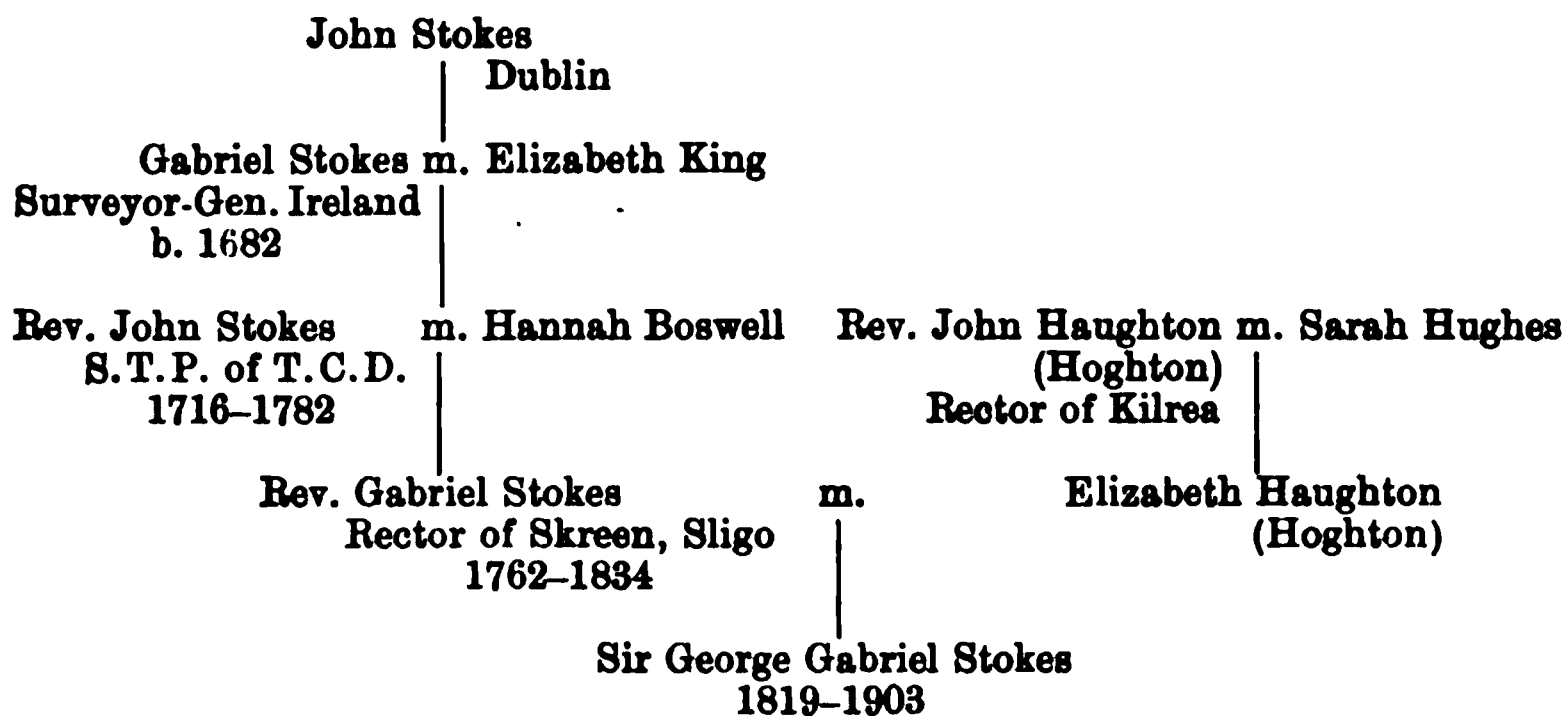 John Stokes
Dublin
Gabriel Stokes m. Elizabeth King
Surveyor-Gen. Ireland
b. 1682
Rev. John Stokes m. Hannah Boswell Rev. John Haughton m. Sarah Hughes
S.T.P. of T.C.D. (Hoghton)
1716–1782 Rector of Kilrea
Rev. Gabriel Stokes m. Elizabeth Haughton
Rector of Skreen, Sligo (Hoghton)
1762–1834
Sir George Gabriel Stokes
1819–1903